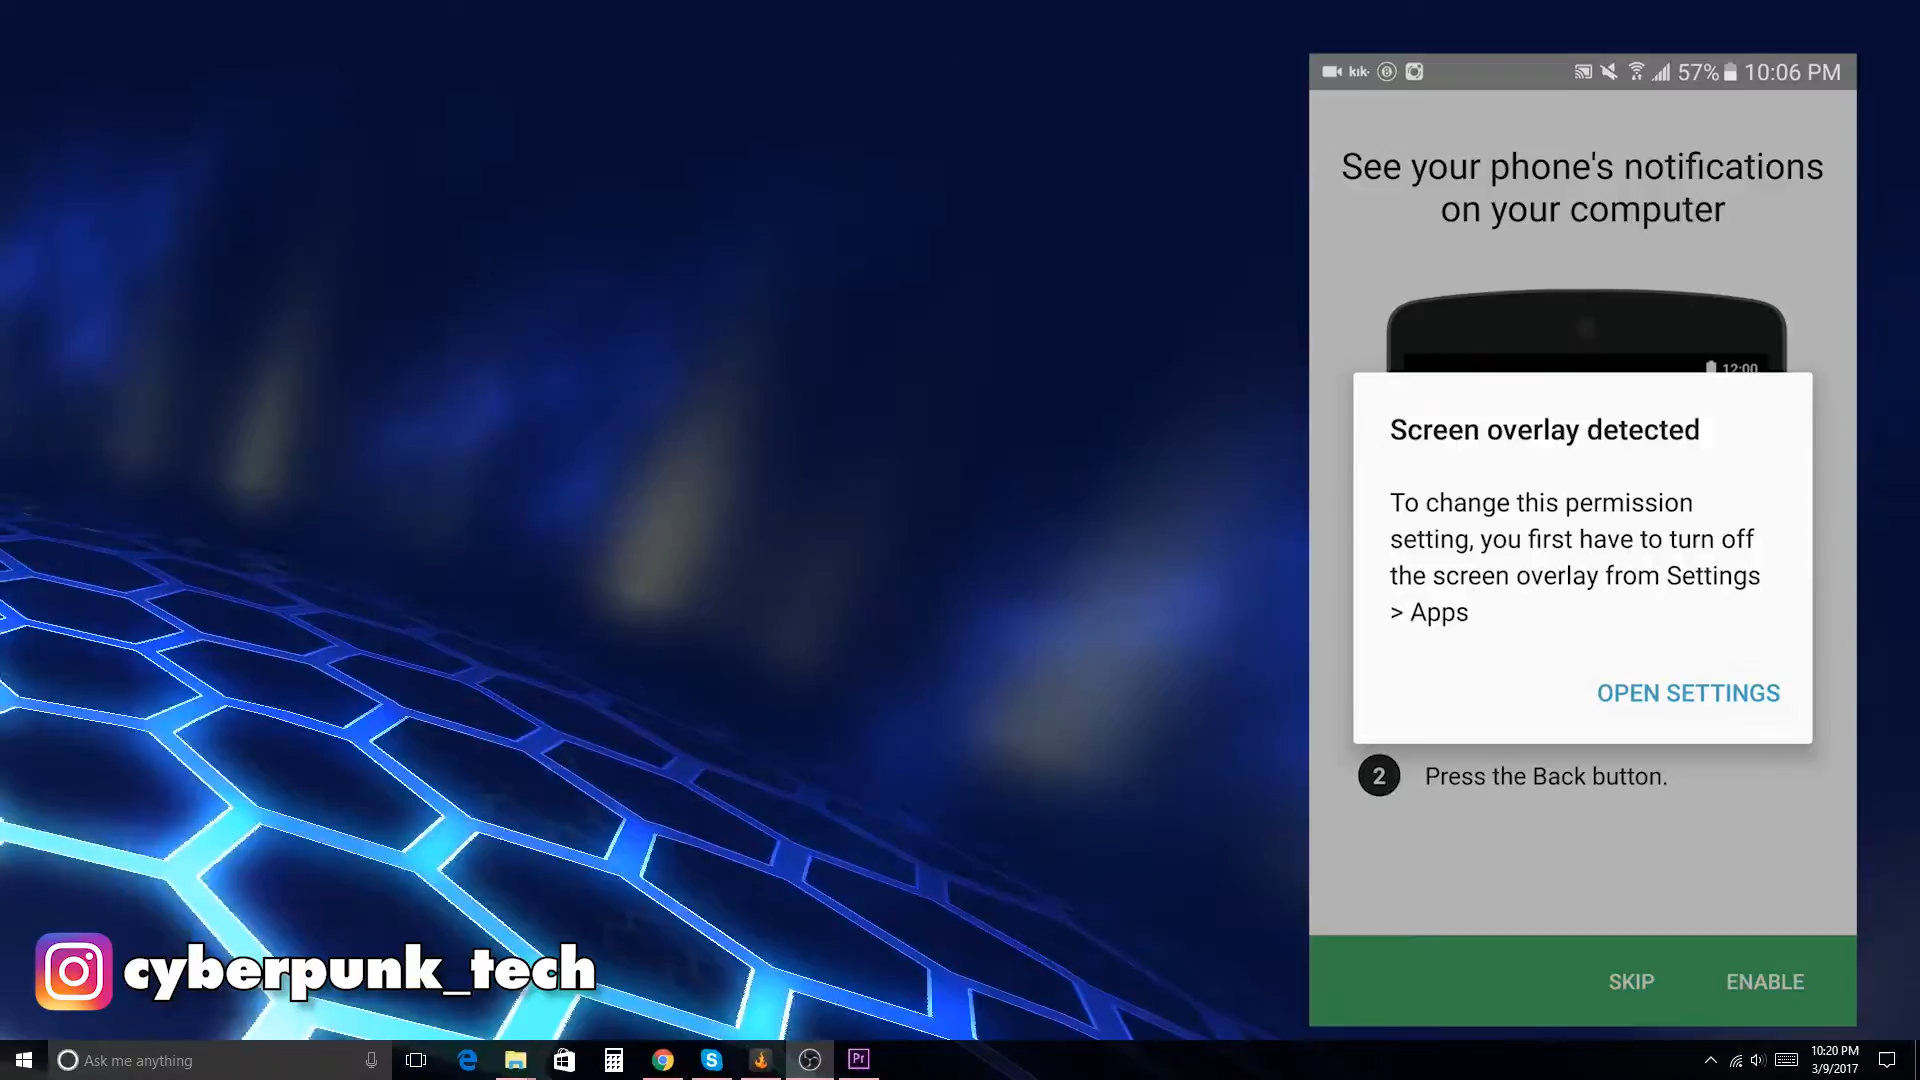 kik·
57% 10:06 PM
See your phone's notifications
on your computer
12:00
Screen overlay detected
To change this permission
setting, you first have to turn off
the screen overlay from Settings
> Apps
OPEN SETTINGS
2 Press the Back button.
SKIP ENABLE
cyberpunk_tech
Ask me anything
Pr
10:20 PM
3/9/2017